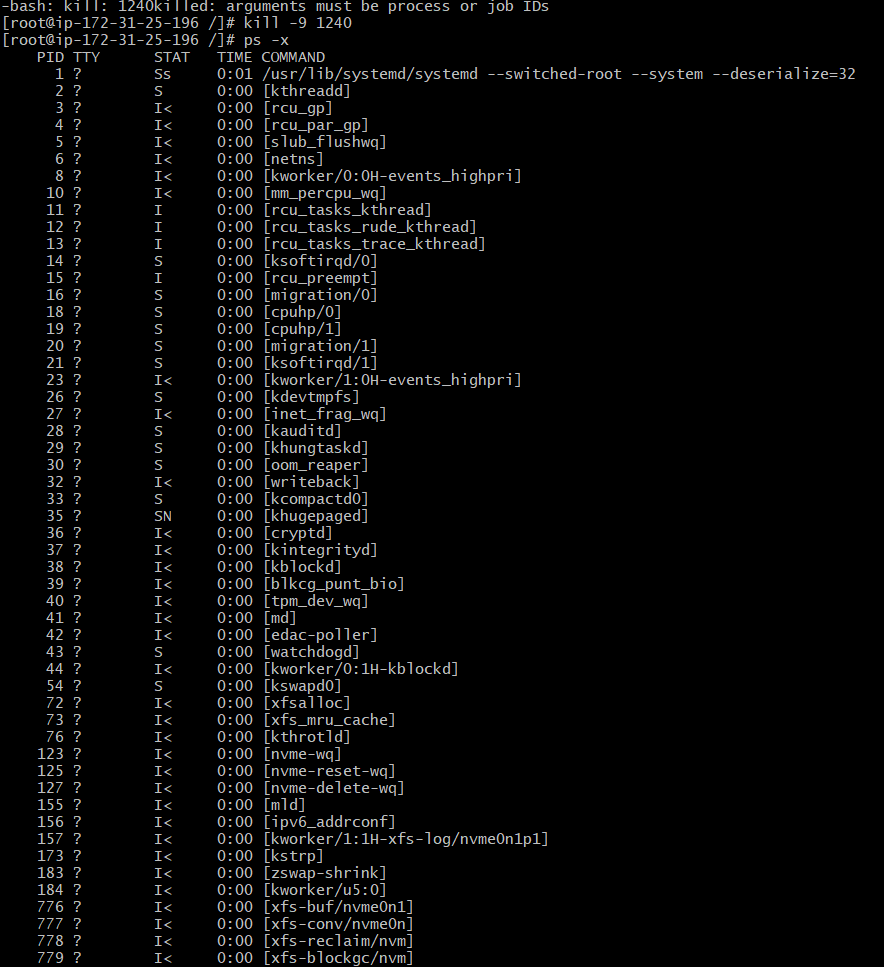 -bash: kill: 1240killed: arguments must be process or job IDs
[root@ip-172-31-25-196 /]# kill -9 1240
[root@ip-172-31-25-196 /]# ps -x
PID TTY STAT TIME COMMAND
1 ? Ss 0:01 /usr/lib/systemd/systemd --switched-root --system --deserialize=32
2 ? S 0:00 [kthreadd]
3 ? I< 0:00 [rcu_gp]
4 ? I< 0:00 [rcu_par_gp]
5 ? I< 0:00 [slub_flushwq]
6 ? I< 0:00 [netns]
8 ? I< 0:00 [kworker/0:0H-events_highpri]
10 ? I< 0:00 [mm_percpu_wq]
11 ? I 0:00 [rcu_tasks_kthread]
12 ? I 0:00 [rcu_tasks_rude_kthread]
13 ? I 0:00 [rcu_tasks_trace_kthread]
14 ? S 0:00 [ksoftirqd/0]
15 ? I 0:00 [rcu_preempt]
16 ? S 0:00 [migration/0]
18 ? S 0:00 [cpuhp/0]
19 ? S 0:00 [cpuhp/1]
20 ? S 0:00 [migration/1]
21 ? S 0:00 [ksoftirqd/1]
23 ? I< 0:00 [kworker/1:0H-events_highpri]
26 ? S 0:00 [kdevtmpfs]
27 ? I< 0:00 [inet_frag_wq]
28 ? S 0:00 [kauditd]
29 ? S 0:00 [khungtaskd]
30 ? S 0:00 [oom_reaper]
32 ? I< 0:00 [writeback]
33 ? S 0:00 [kcompactd0]
35 ? SN 0:00 [khugepaged]
36 ? I< 0:00 [cryptd]
37 ? I< 0:00 [kintegrityd]
38 ? I< 0:00 [kblockd]
39 ? I< 0:00 [blkcg_punt_bio]
40 ? I< 0:00 [tpm_dev_wq]
41 ? I< 0:00 [md]
42 ? I< 0:00 [edac-poller]
43 ? S 0:00 [watchdogd]
44 ? I< 0:00 [kworker/0:1H-kblockd]
54 ? S 0:00 [kswapd0]
72 ? I< 0:00 [xfsalloc]
73 ? I< 0:00 [xfs_mru_cache]
76 ? I< 0:00 [kthrotld]
123 ? I< 0:00 [nvme-wq]
125 ? I< 0:00 [nvme-reset-wq]
127 ? I< 0:00 [nvme-delete-wq]
155 ? I< 0:00 [mld]
156 ? I< 0:00 [ipv6_addrconf]
157 ? I< 0:00 [kworker/1:1H-xfs-log/nvme0n1p1]
173 ? I< 0:00 [kstrp]
183 ? I< 0:00 [zswap-shrink]
184 ? I< 0:00 [kworker/u5:0]
776 ? I< 0:00 [xfs-buf/nvme0n1]
777 ? I< 0:00 [xfs-conv/nvme0n]
778 ? I< 0:00 [xfs-reclaim/nvm]
779 ? I< 0:00 [xfs-blockgc/nvm]